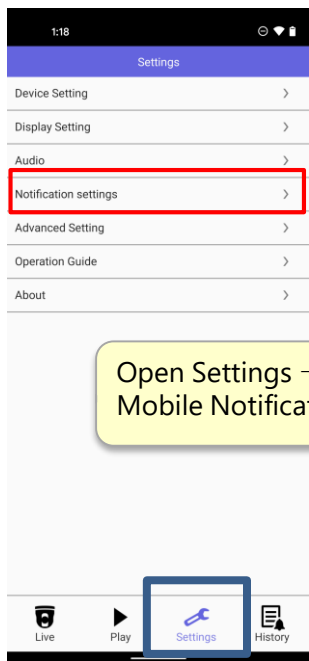 1:18
Settings
Device Setting
Display Setting
Audio
Notification settings
Advanced Setting
Operation Guide
About
Open Settings
Mobile Notifica
Live Play Settings History